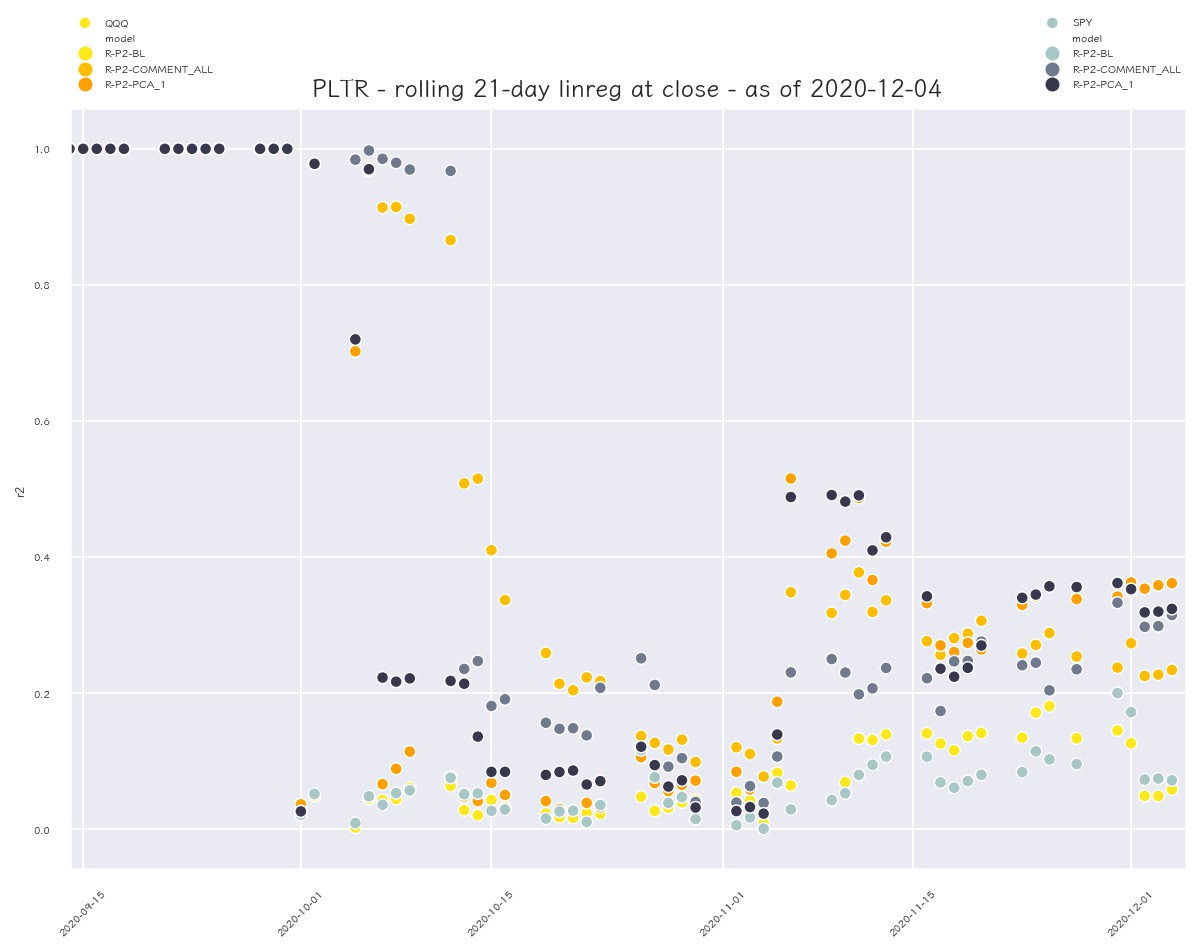 QQQ
model
R-P2-BL
R-P2-COMMENT_ALL
R-P2-PCA_1
SPY
model
R-P2-BL
R-P2-COMMENT_ALL
R-P2-PCA_1
PLTR - rolling 21-day linreg at close - as of 2020-12-04
1.0
0.8
0.6
0.4
0.2
0.0
r2
2020-09-15
2020-10-01
2020-10-15
2020-11-01
2020-11-15
2020-12-01